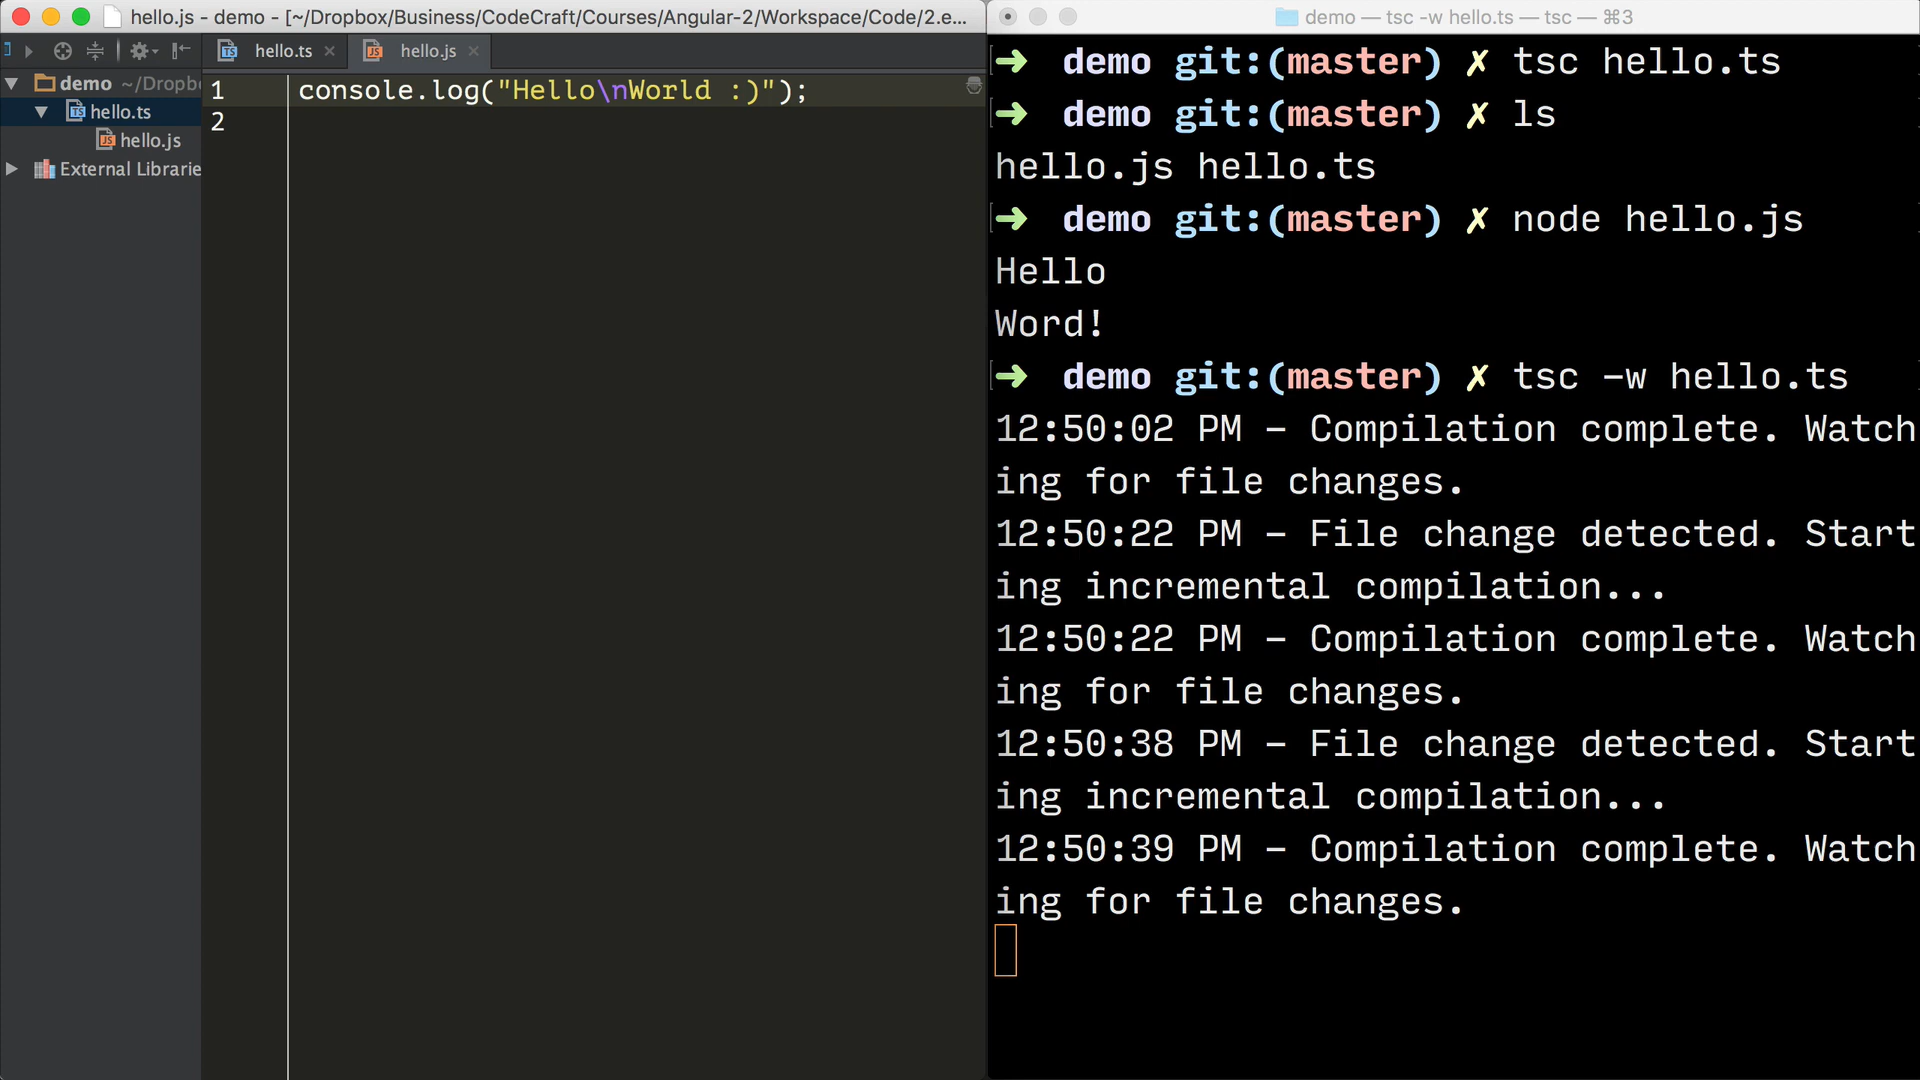 hello.js - demo - [~/Dropbox/Business/CodeCraft/Courses/Angular-2/Workspace/Code/2.e...
hello.ts
hello.js
demo ~/Dropbo
hello.ts
hello.js
External Librarie
1 console.log("Hello\nWorld :)");
2
demo — tsc -w hello.ts — tsc — ⌘3
➜ demo git:(master) ✗ tsc hello.ts
➜ demo git:(master) ✗ ls
hello.js hello.ts
➜ demo git:(master) ✗ node hello.js
Hello
Word!
➜ demo git:(master) ✗ tsc -w hello.ts
12:50:02 PM - Compilation complete. Watch
ing for file changes.
12:50:22 PM - File change detected. Start
ing incremental compilation...
12:50:22 PM - Compilation complete. Watch
ing for file changes.
12:50:38 PM - File change detected. Start
ing incremental compilation...
12:50:39 PM - Compilation complete. Watch
ing for file changes.